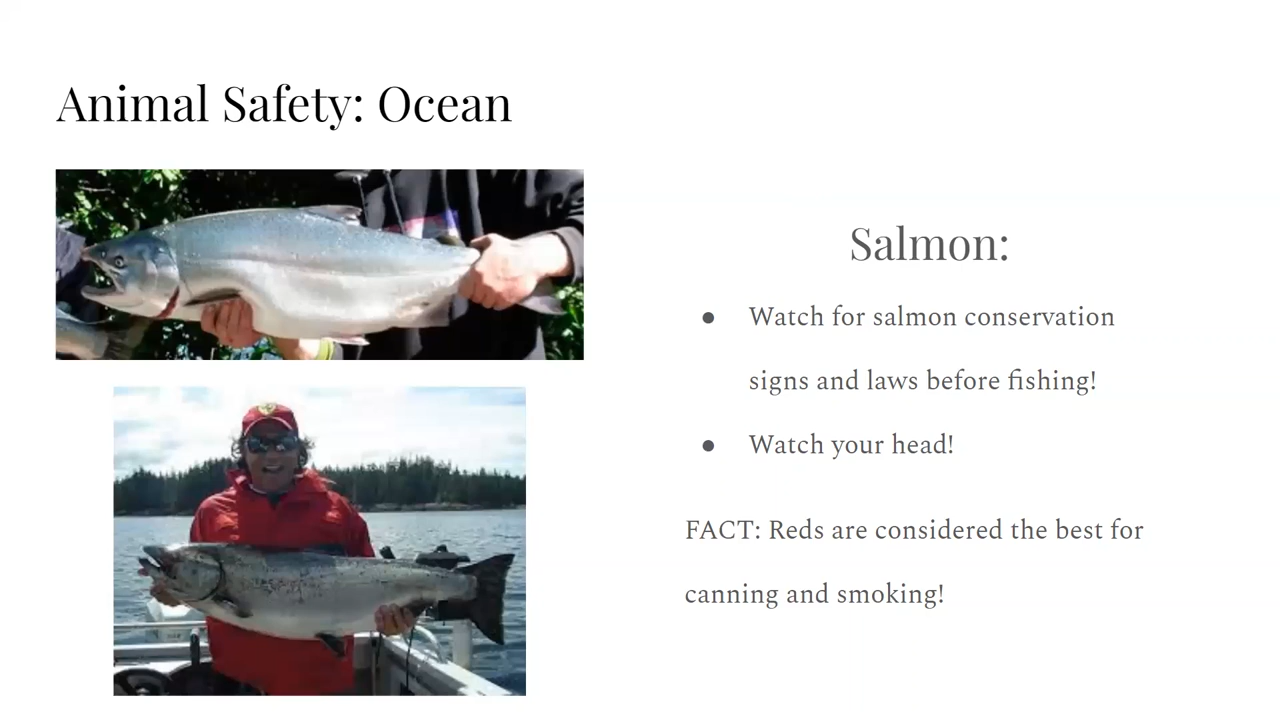 Animal Safety: Ocean
Salmon:
● Watch for salmon conservation
signs and laws before fishing!
● Watch your head!
FACT: Reds are considered the best for
canning and smoking!